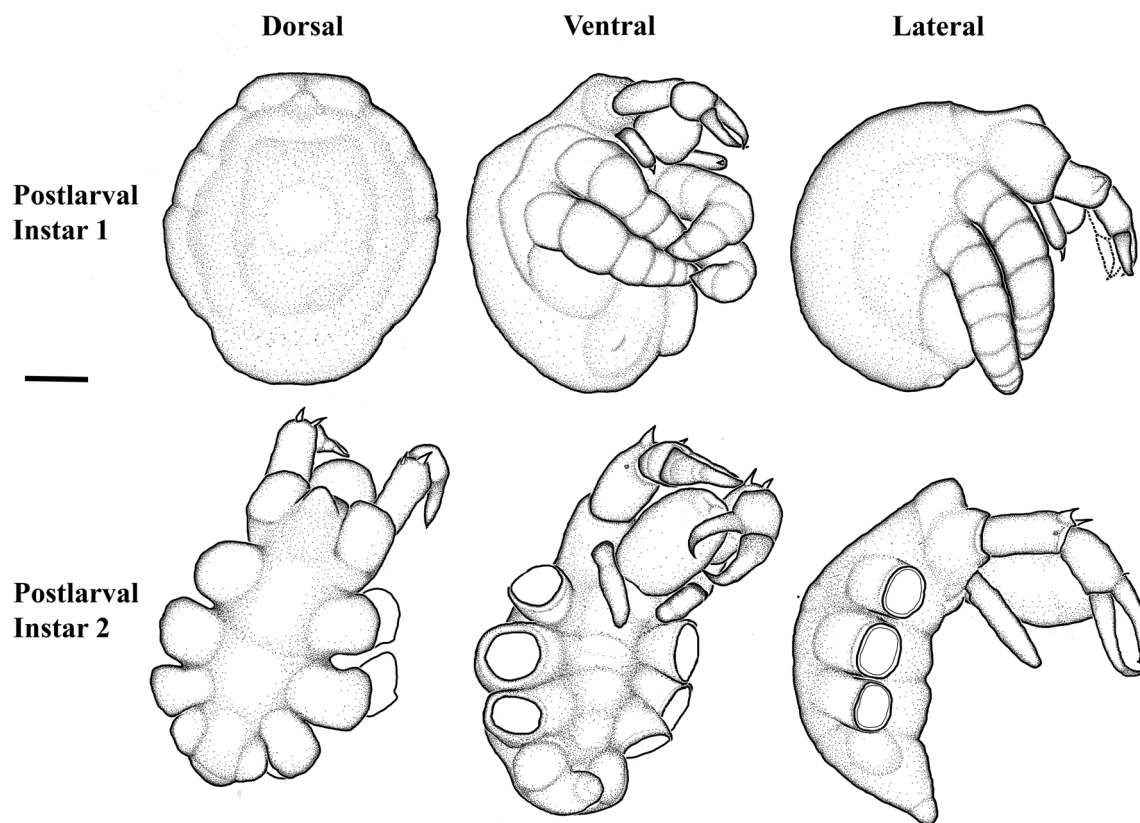 Dorsal
Ventral
Lateral
Postlarval
Instar 1
Postlarval
Instar 2